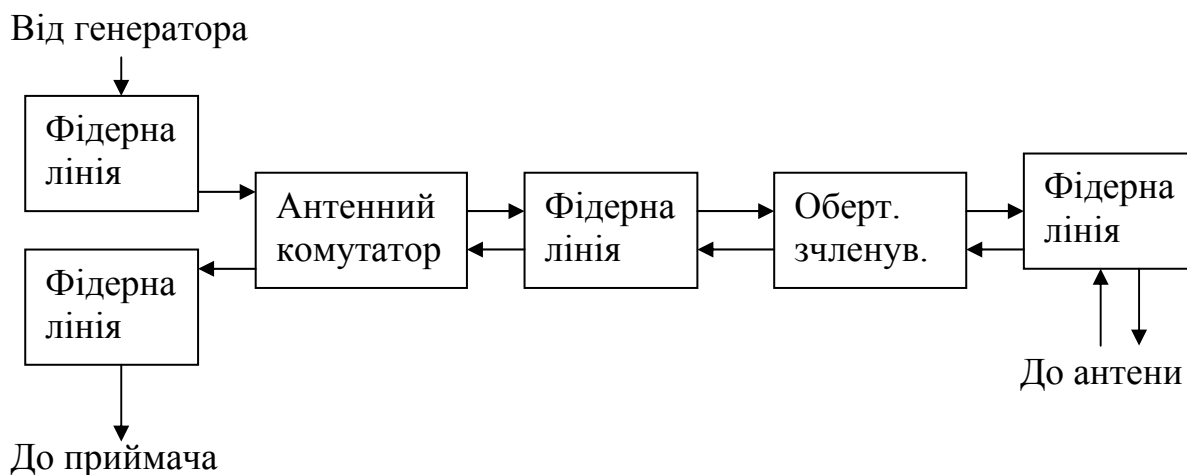 Від генератора
Фідерна
лінія
Антенний
комутатор
Фідерна
лінія
Оберт.
зчленув.
Фідерна
лінія
Фідерна
лінія
До антени
До приймача